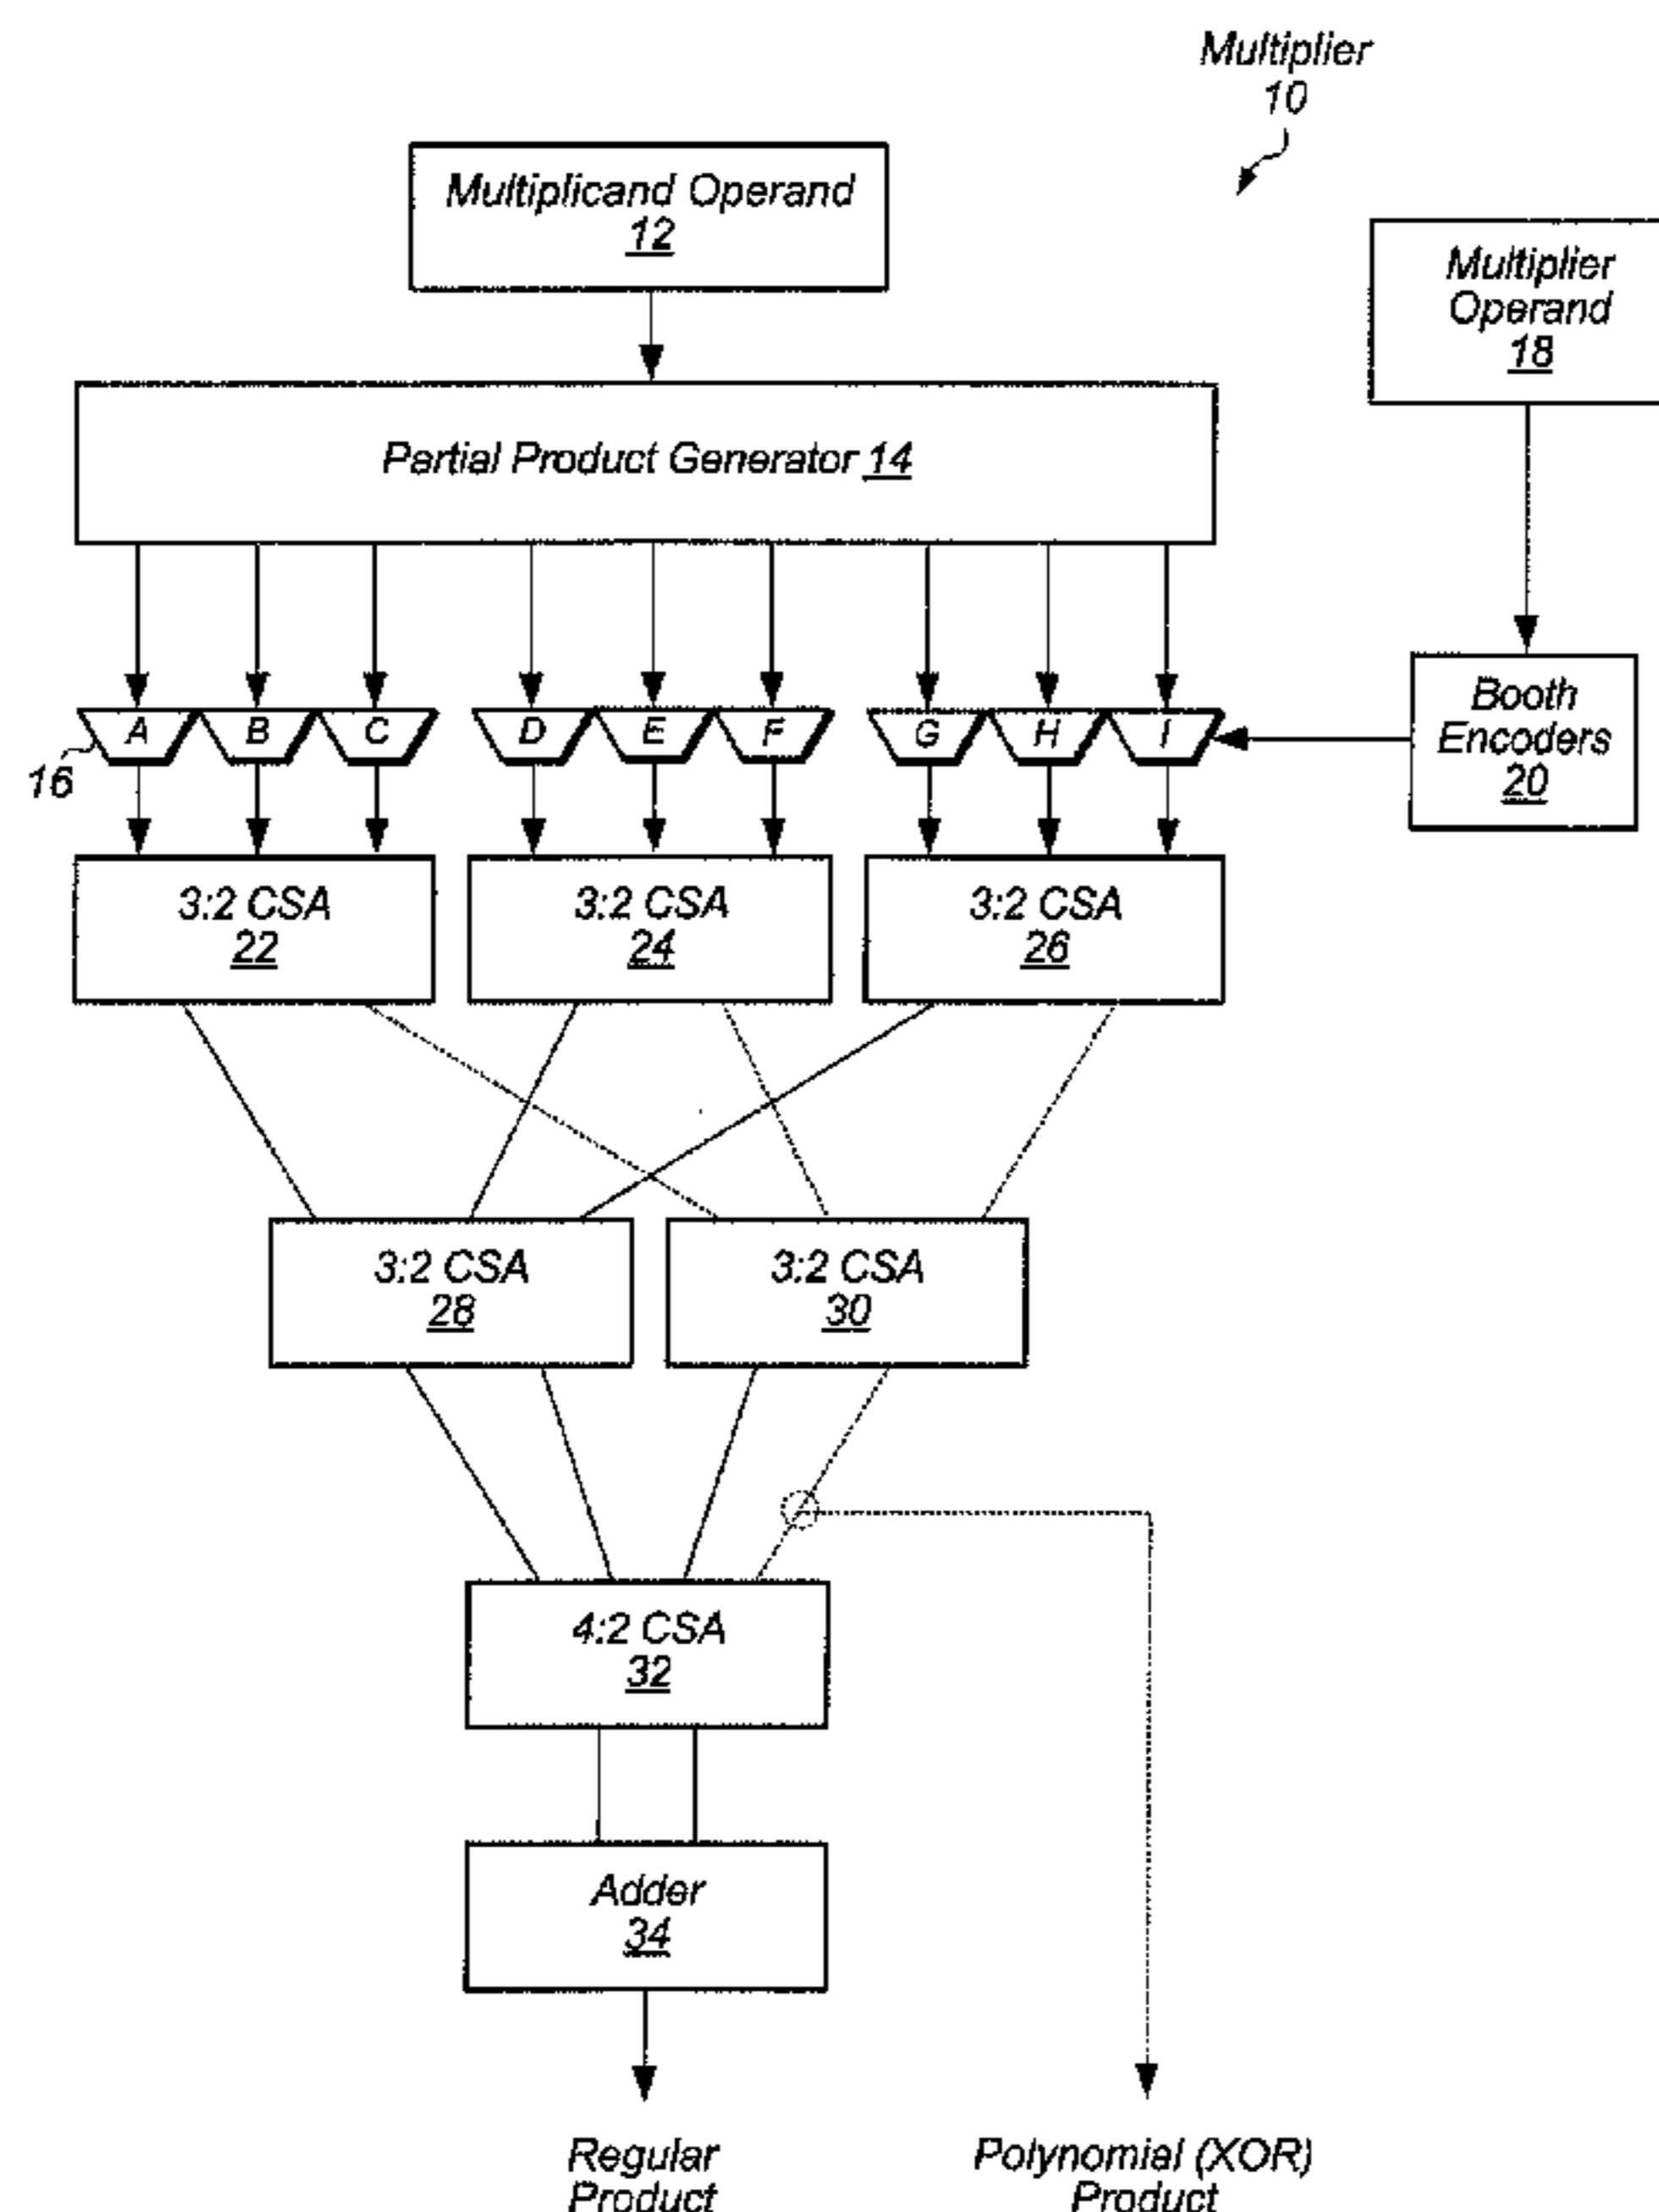 Multiplier
10
Multiplicand Operand
12
Multiplier
Operand
18
Partial Product Generator 14
A B C D E F G H I
16
Booth
Encoders
20
3:2 CSA
22
3:2 CSA
24
3:2 CSA
26
3:2 CSA
28
3:2 CSA
30
4:2 CSA
32
Adder
34
Regular
Product
Polynomial (XOR)
Product